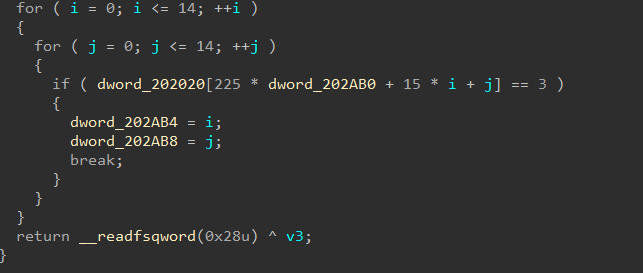 for ( i = 0; i <= 14; ++i )
{
for ( j = 0; j <= 14; ++j )
{
if ( dword_202020[225 * dword_202AB0 + 15 * i + j] == 3 )
{
dword_202AB4 = i;
dword_202AB8 = j;
break;
}
}
}
return __readfsqword(0x28u) ^ v3;
}